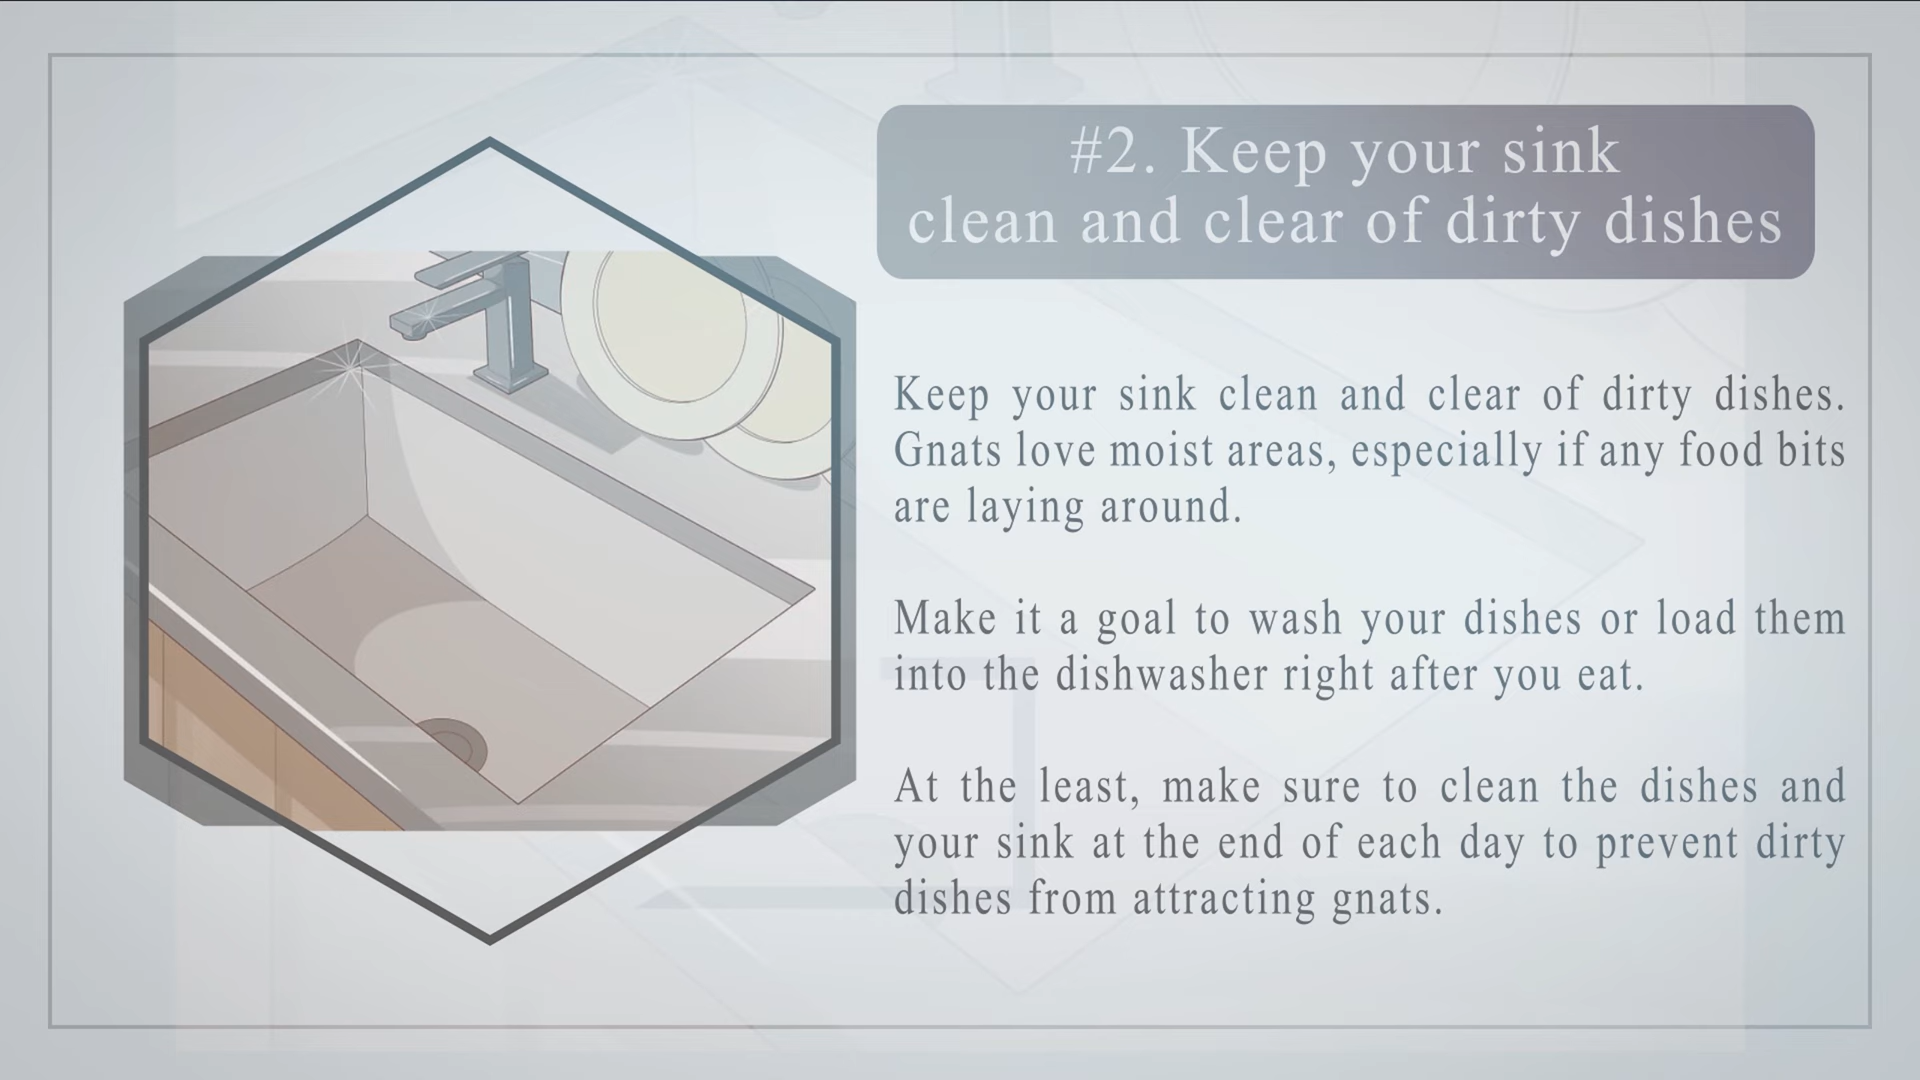 #2. Keep your sink
clean and clear of dirty dishes
Keep your sink clean and clear of dirty dishes.
Gnats love moist areas, especially if any food bits
are laying around.
Make it a goal to wash your dishes or load them
into the dishwasher right after you eat.
At the least, make sure to clean the dishes and
your sink at the end of each day to prevent dirty
dishes from attracting gnats.